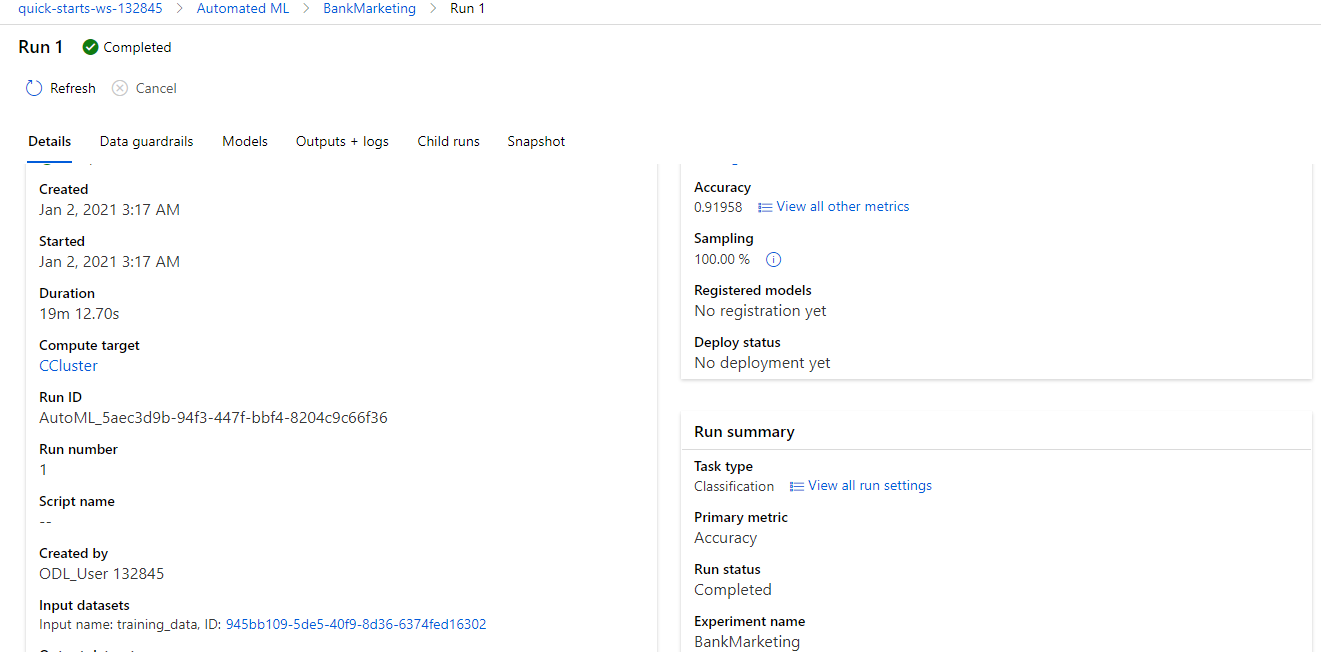 quick-starts-ws-132845 > Automated ML > BankMarketing > Run 1
Run 1 Completed
Refresh Cancel
Details Data guardrails Models Outputs + logs Child runs Snapshot
Created
Jan 2, 2021 3:17 AM
Started
Jan 2, 2021 3:17 AM
Duration
19m 12.70s
Compute target
CCluster
Run ID
AutoML_5aec3d9b-94f3-447f-bbf4-8204c9c66f36
Run number
1
Script name
--
Created by
ODL_User 132845
Input datasets
Input name: training_data, ID: 945bb109-5de5-40f9-8d36-6374fed16302
Accuracy
0.91958 View all other metrics
Sampling
100.00 %
Registered models
No registration yet
Deploy status
No deployment yet
Run summary
Task type
Classification View all run settings
Primary metric
Accuracy
Run status
Completed
Experiment name
BankMarketing